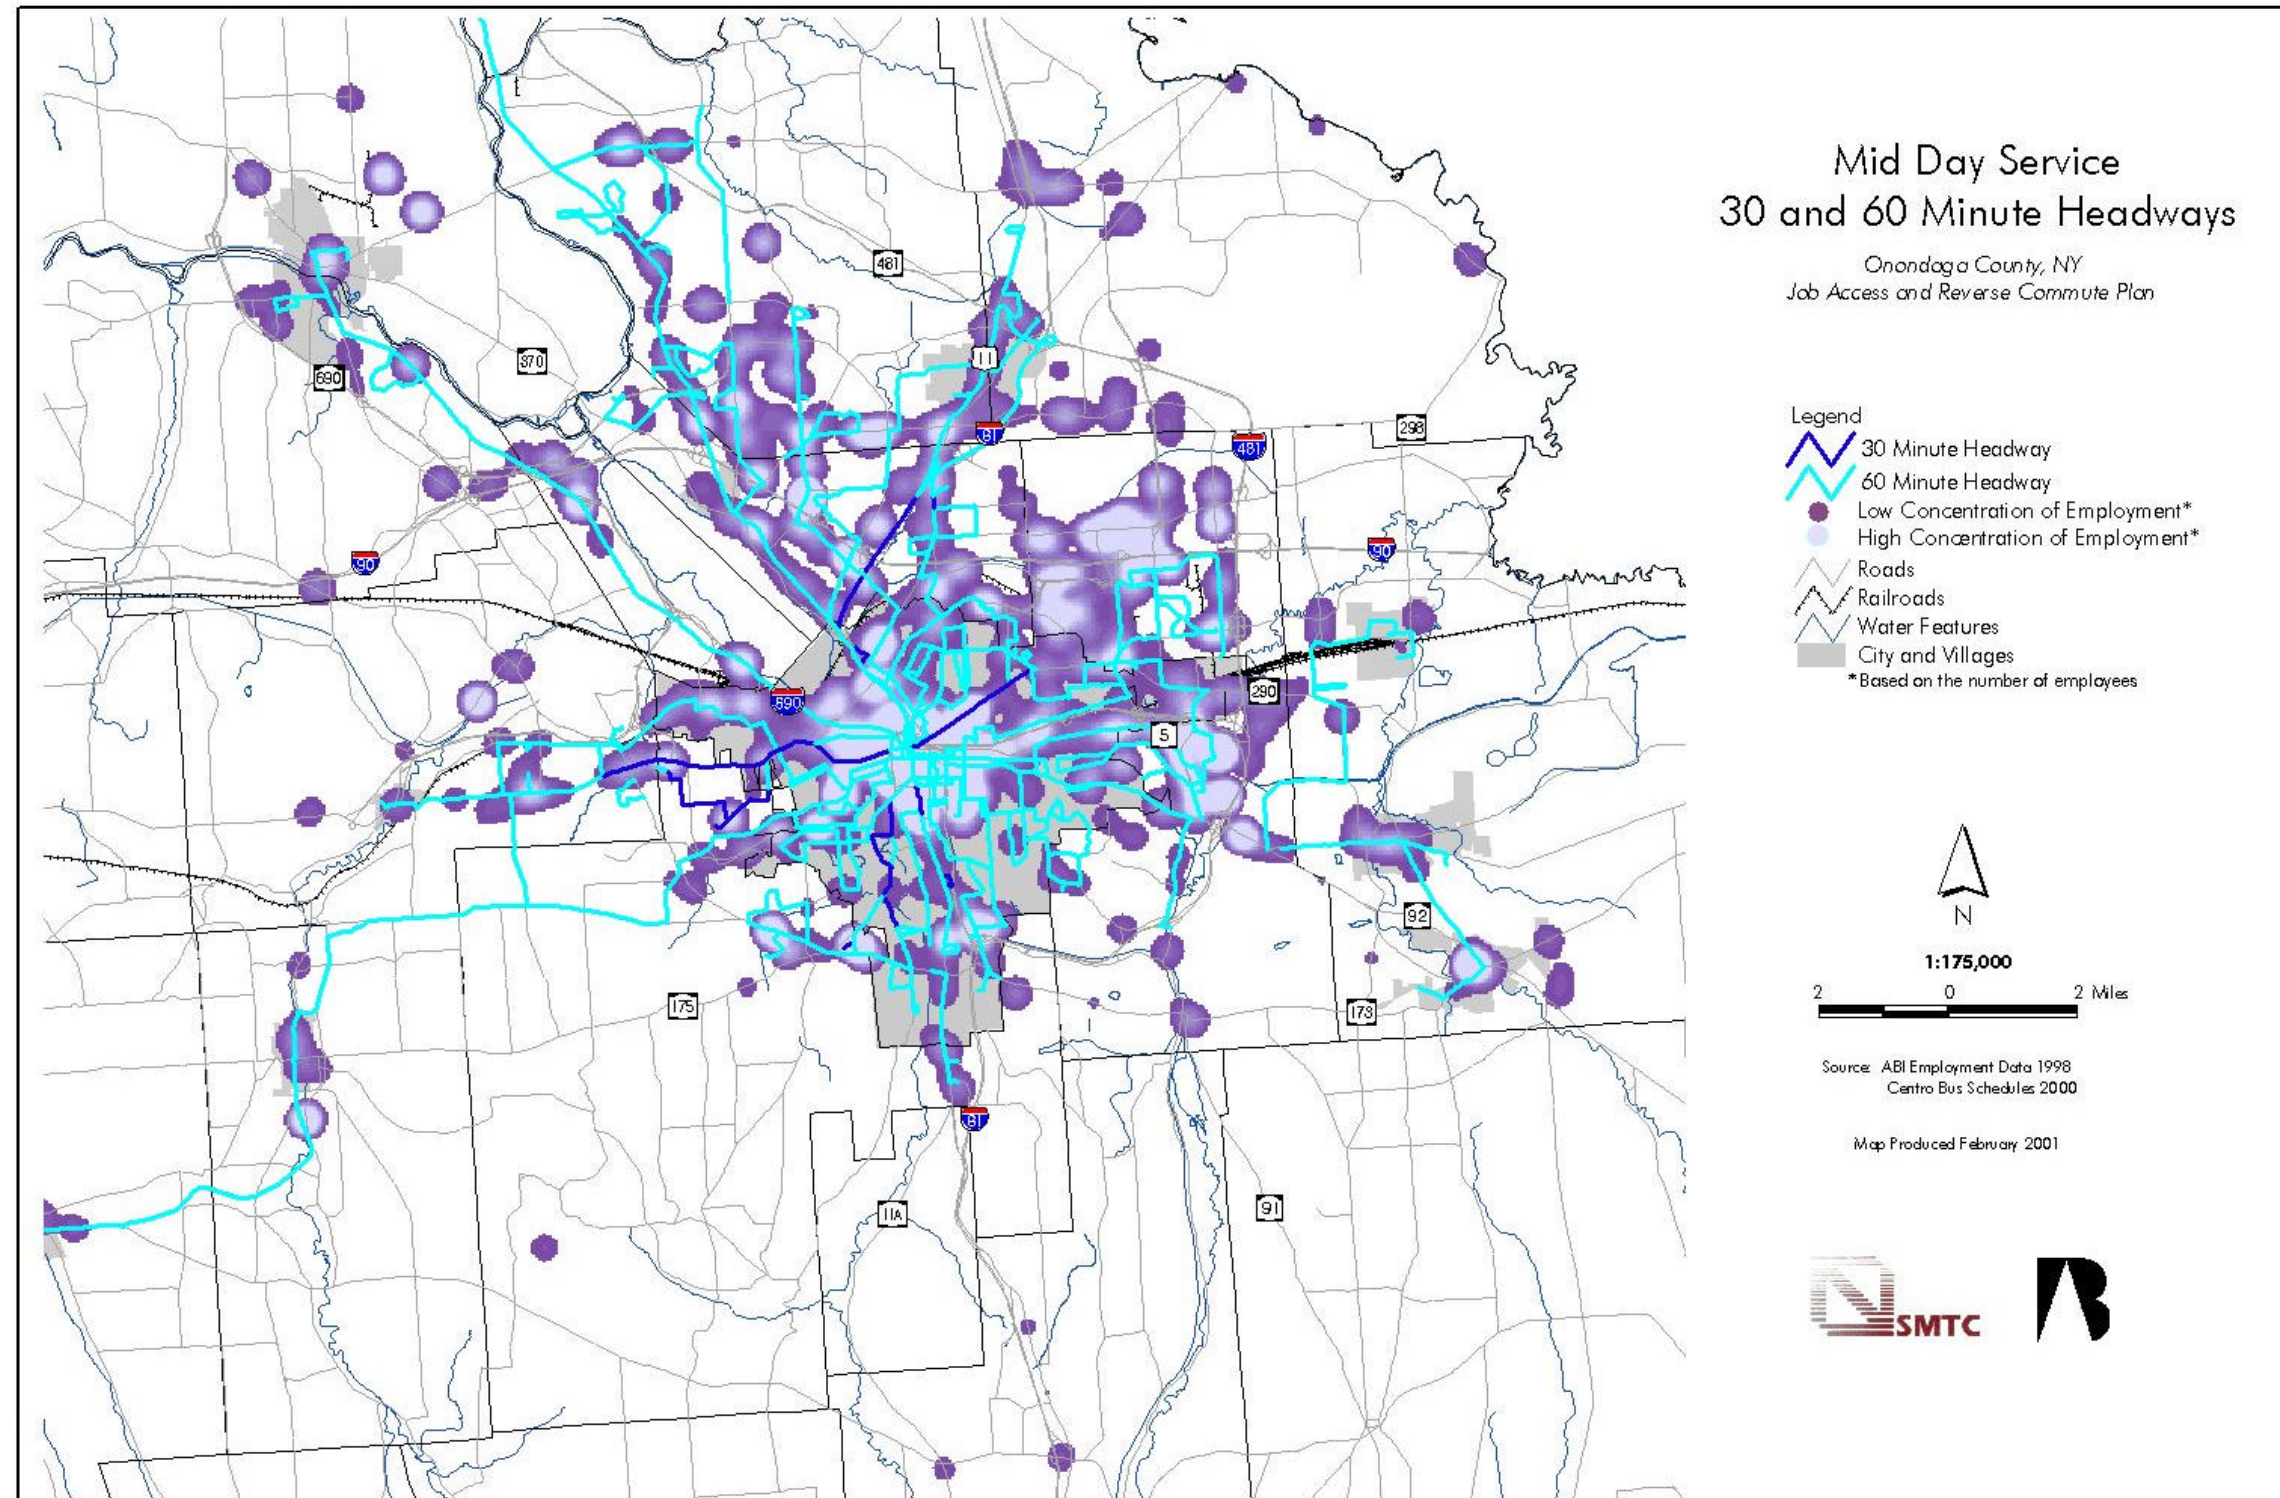 Mid Day Service
30 and 60 Minute Headways
Onondaga County, NY
Job Access and Reverse Commute Plan
Legend
30 Minute Headway
60 Minute Headway
Low Concentration of Employment*
High Concentration of Employment*
Roads
Railroads
Water Features
City and Villages
*Based on the number of employees
N
1:175,000
2 0 2 Miles
Source: ABI Employment Data 1998
Centro Bus Schedules 2000
Map Produced February 2001
SMTC
481
370
690
11
81
481
298
90
90
690
290
5
92
175
173
81
11A
91